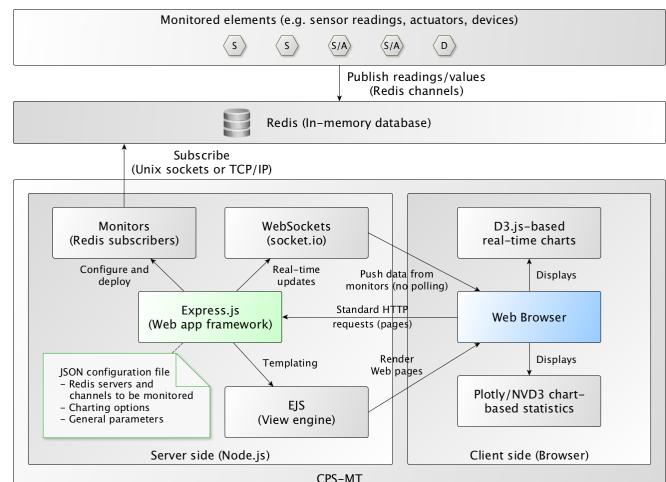 Monitored elements (e.g. sensor readings, actuators, devices)
S S S/A S/A D
Publish readings/values
(Redis channels)
Redis (In-memory database)
Subscribe
(Unix sockets or TCP/IP)
Monitors
(Redis subscribers)
WebSockets
(socket.io)
D3.js-based
real-time charts
Configure and
deploy
Real-time
updates
Push data from
monitors (no polling)
Displays
Express.js
(Web app framework)
Standard HTTP
requests (pages)
Web Browser
JSON configuration file
– Redis servers and
channels to be monitored
– Charting options
– General parameters
Templating
Render
Web pages
Displays
EJS
(View engine)
Plotly/NVD3 chart-
based statistics
Server side (Node.js)
Client side (Browser)
CPS-MT